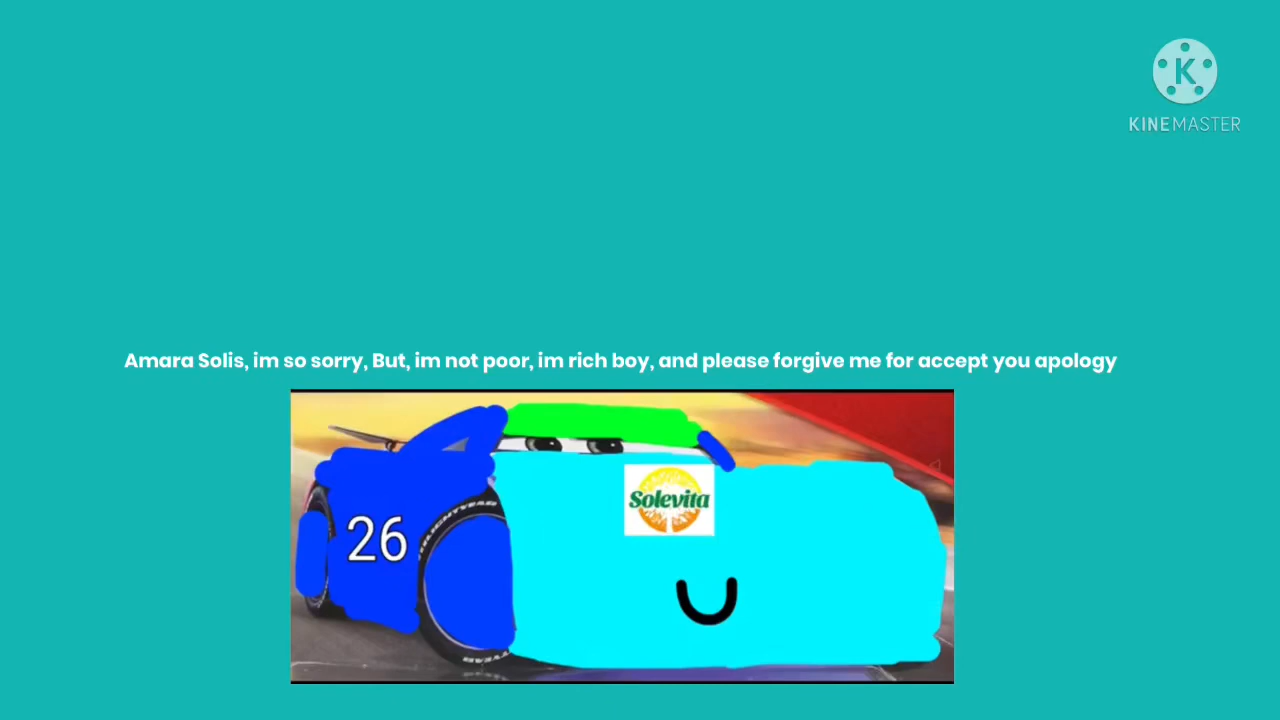 K
KINEMASTER
Amara Solis, im so sorry, But, im not poor, im rich boy, and please forgive me for accept you apology
Solevita
26
LIGHTYEAR